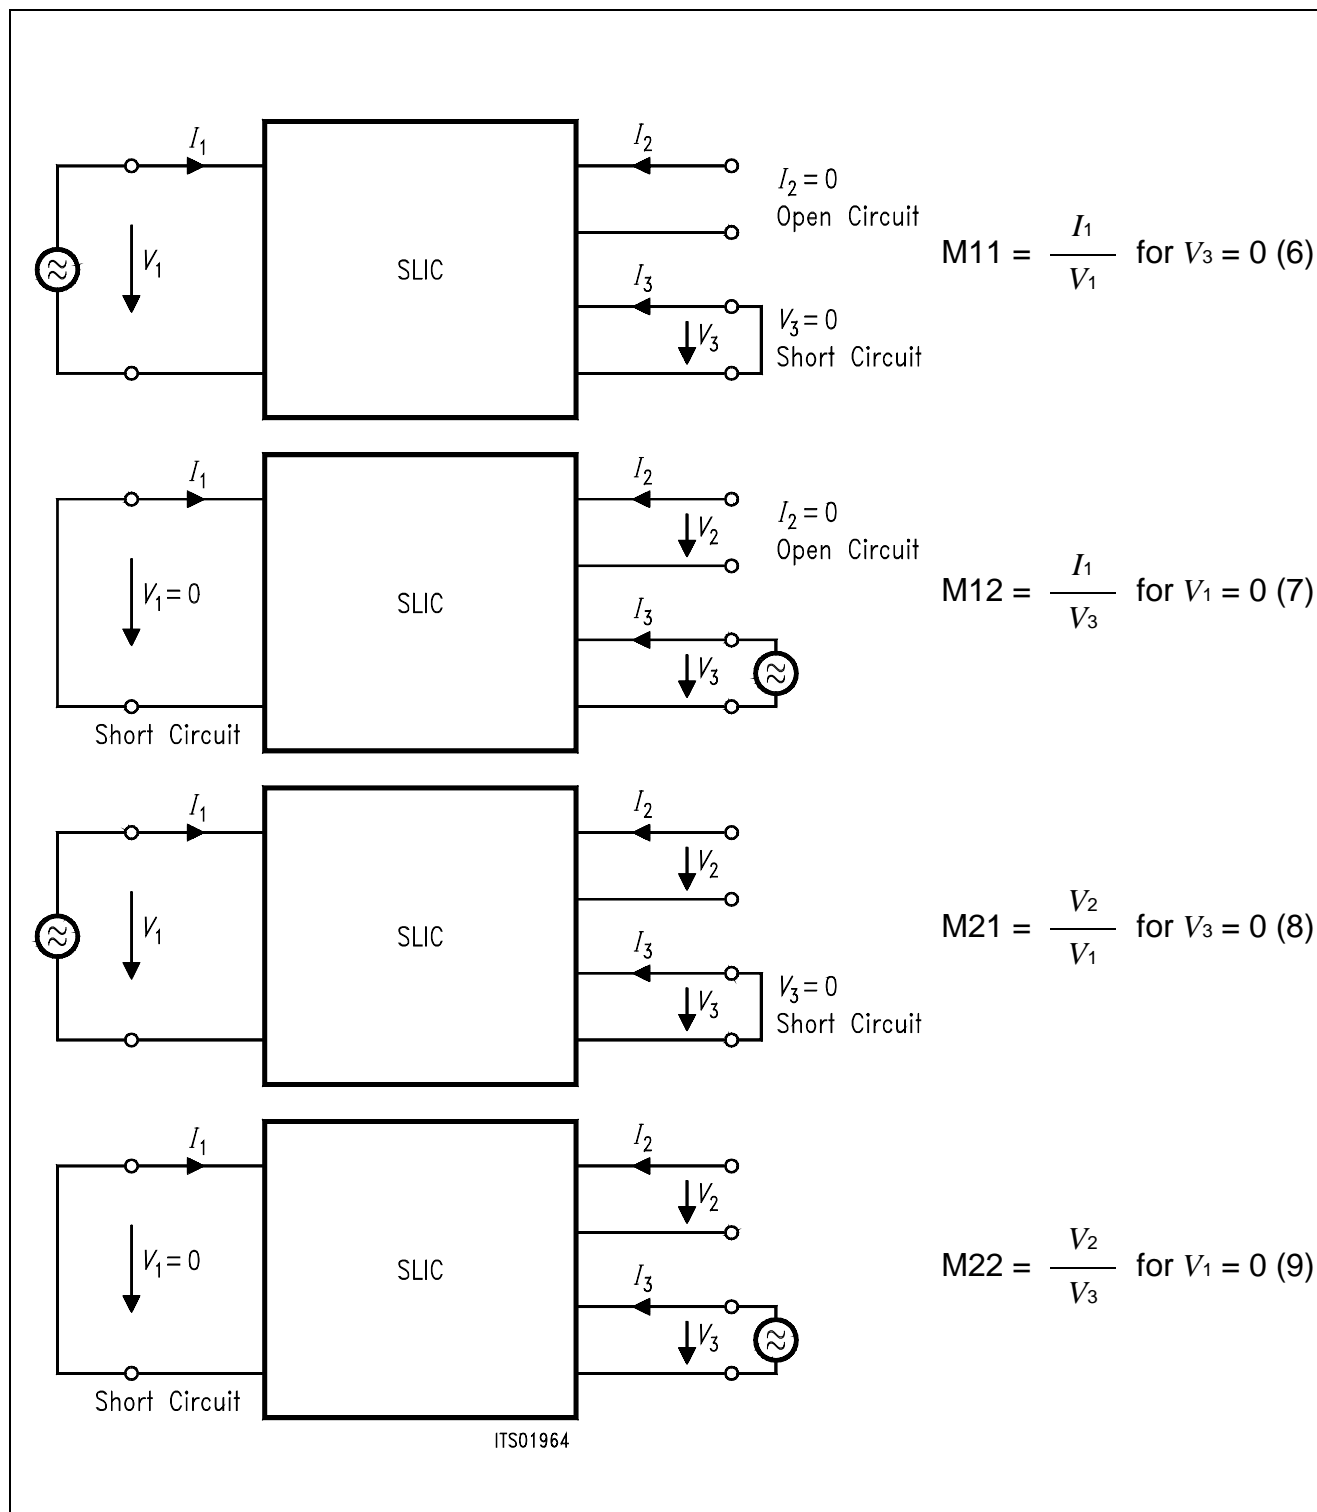 I1
I2
I2 = 0
Open Circuit
V1
SLIC
M11 = I1 / V1 for V3 = 0 (6)
I3
V3
V3 = 0
Short Circuit
I1
I2
V2
I2 = 0
Open Circuit
V1 = 0
SLIC
M12 = I1 / V3 for V1 = 0 (7)
I3
V3
Short Circuit
I1
I2
V2
V1
SLIC
M21 = V2 / V1 for V3 = 0 (8)
I3
V3
V3 = 0
Short Circuit
I1
I2
V2
V1 = 0
SLIC
M22 = V2 / V3 for V1 = 0 (9)
I3
V3
Short Circuit
ITS01964